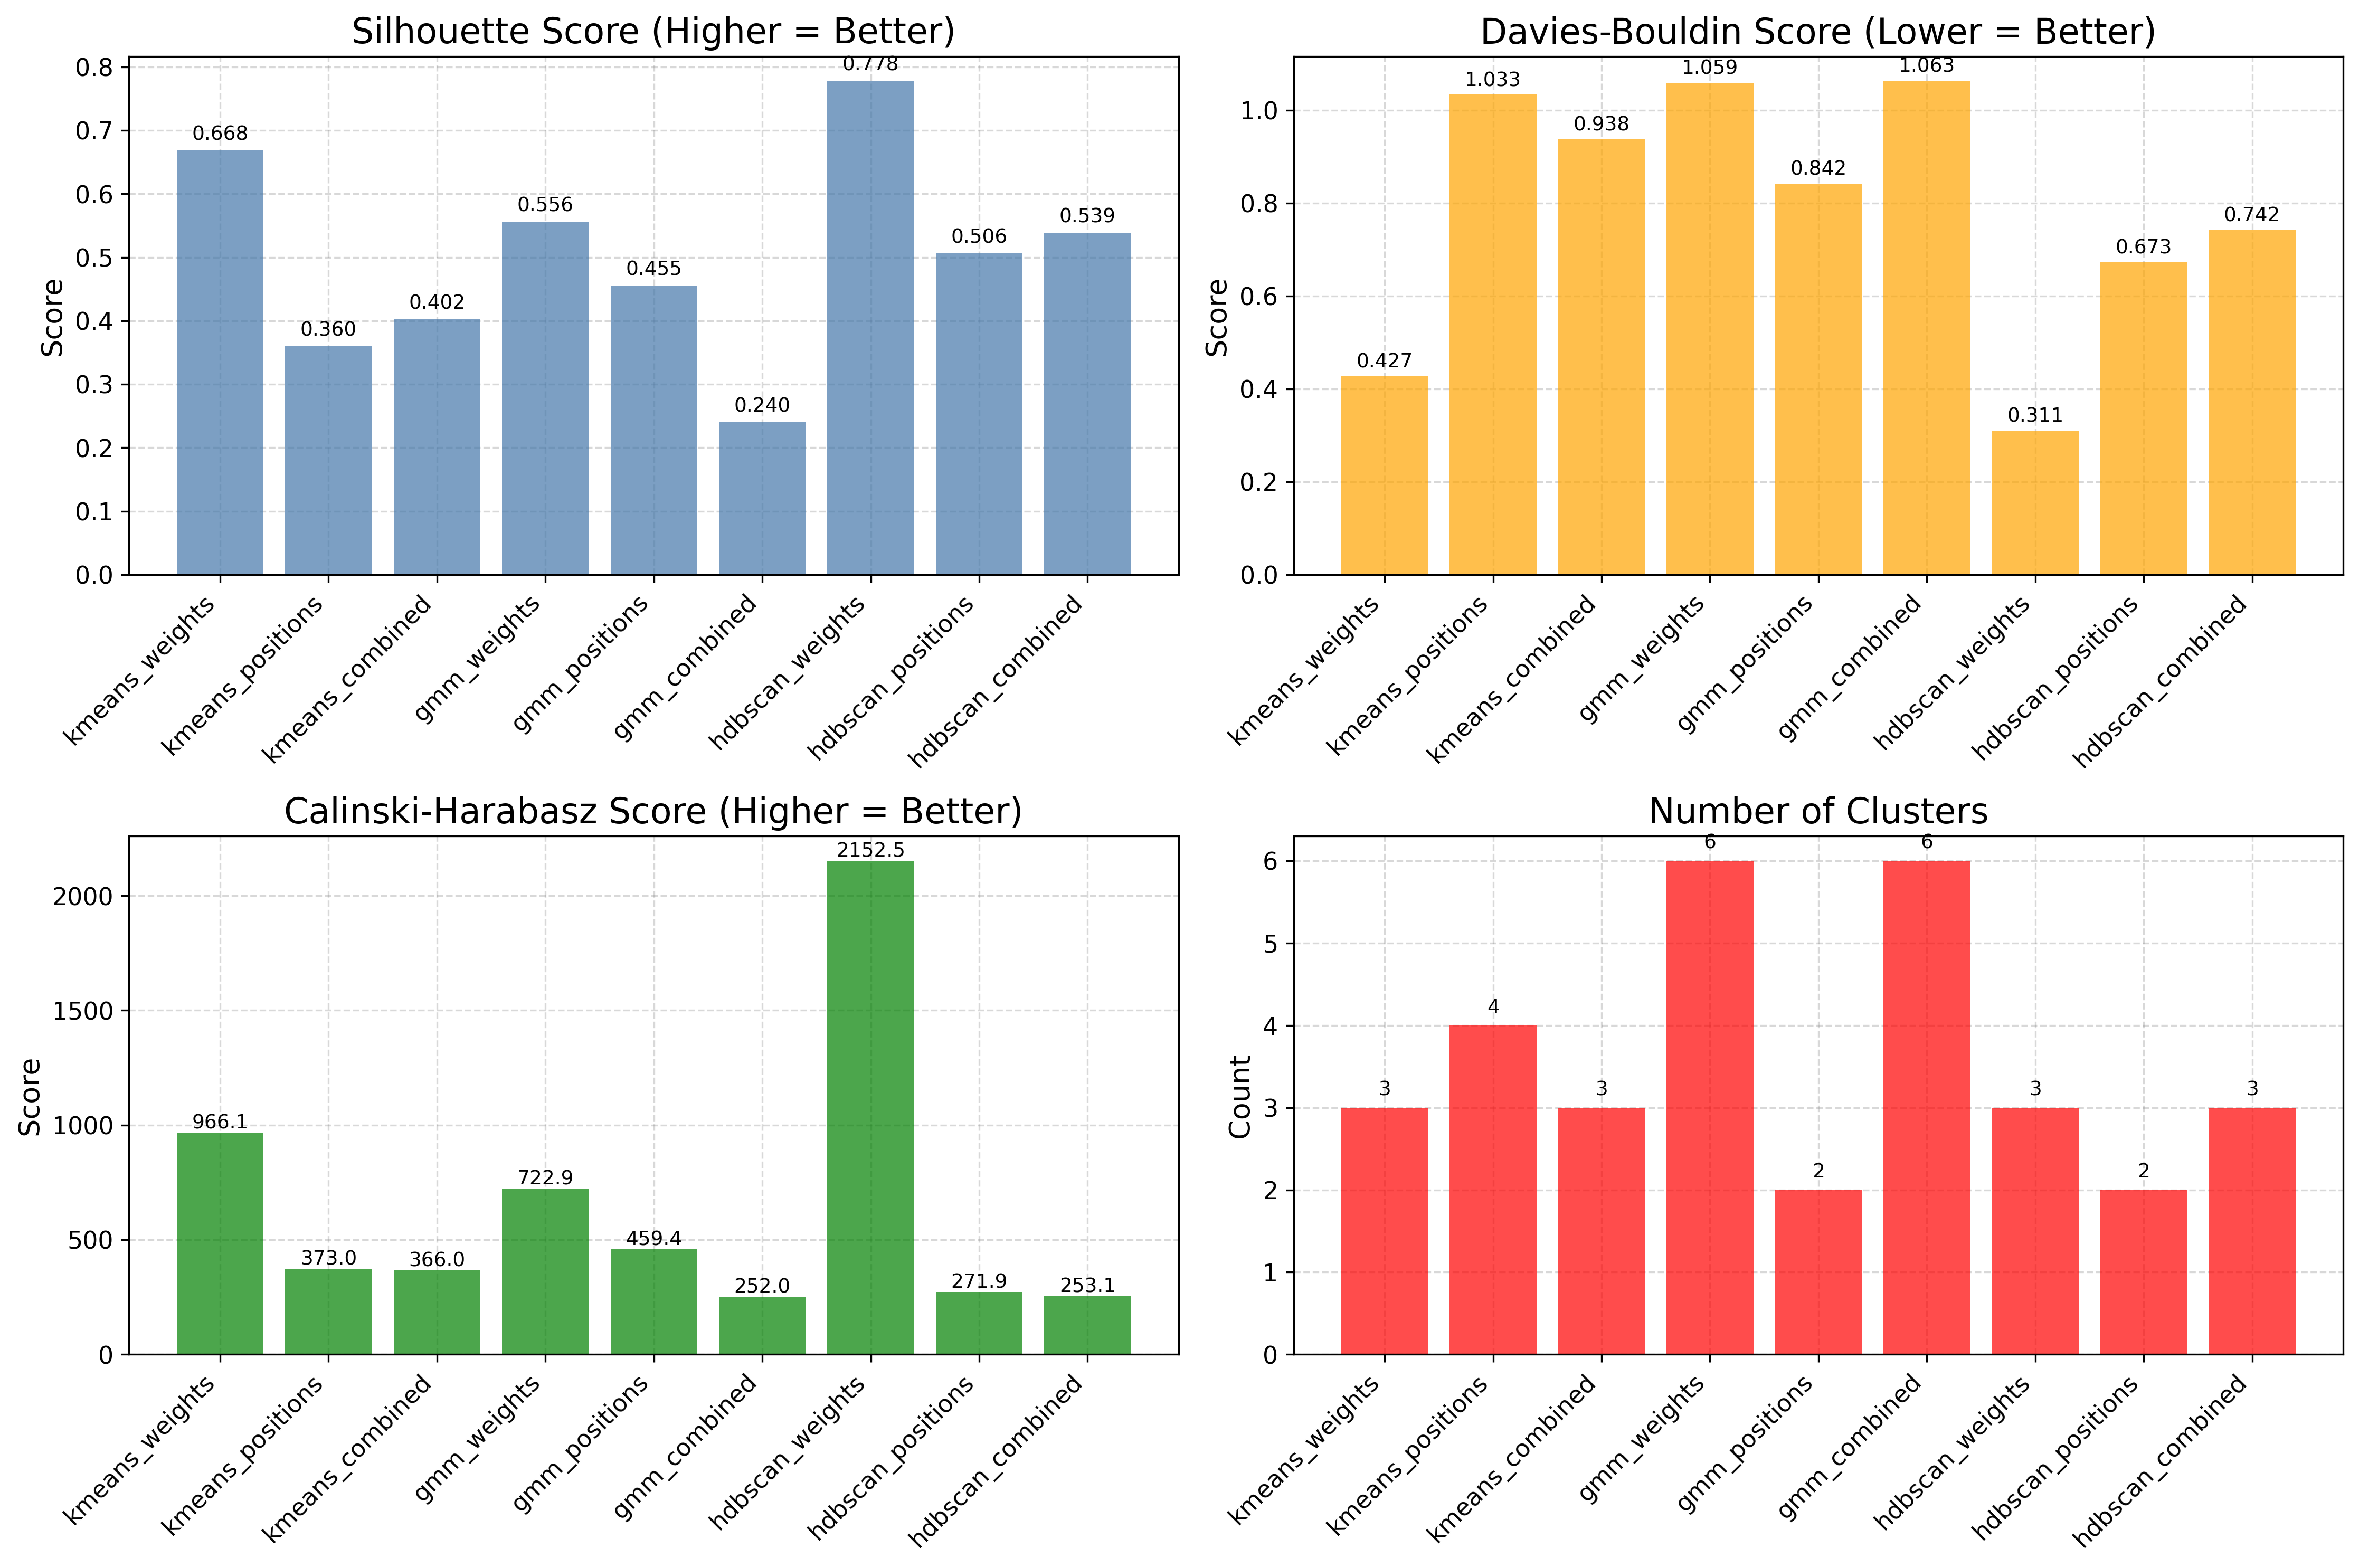 Silhouette Score (Higher = Better)
Score
0.8
0.7
0.6
0.5
0.4
0.3
0.2
0.1
0.0
0.668
0.360
0.402
0.556
0.455
0.240
0.778
0.506
0.539
kmeans_weights
kmeans_positions
kmeans_combined
gmm_weights
gmm_positions
gmm_combined
hdbscan_weights
hdbscan_positions
hdbscan_combined
Davies-Bouldin Score (Lower = Better)
Score
1.0
0.8
0.6
0.4
0.2
0.0
0.427
1.033
0.938
1.059
0.842
1.063
0.311
0.673
0.742
kmeans_weights
kmeans_positions
kmeans_combined
gmm_weights
gmm_positions
gmm_combined
hdbscan_weights
hdbscan_positions
hdbscan_combined
Calinski-Harabasz Score (Higher = Better)
Score
2000
1500
1000
500
0
966.1
373.0
366.0
722.9
459.4
252.0
2152.5
271.9
253.1
kmeans_weights
kmeans_positions
kmeans_combined
gmm_weights
gmm_positions
gmm_combined
hdbscan_weights
hdbscan_positions
hdbscan_combined
Number of Clusters
Count
6
5
4
3
2
1
0
3
4
3
6
2
6
3
2
3
kmeans_weights
kmeans_positions
kmeans_combined
gmm_weights
gmm_positions
gmm_combined
hdbscan_weights
hdbscan_positions
hdbscan_combined